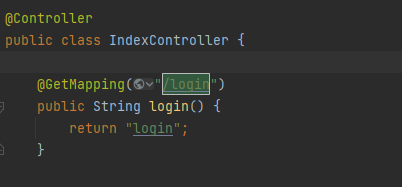 @Controller
public class IndexController {
@GetMapping("/login")
public String login() {
return "login";
}